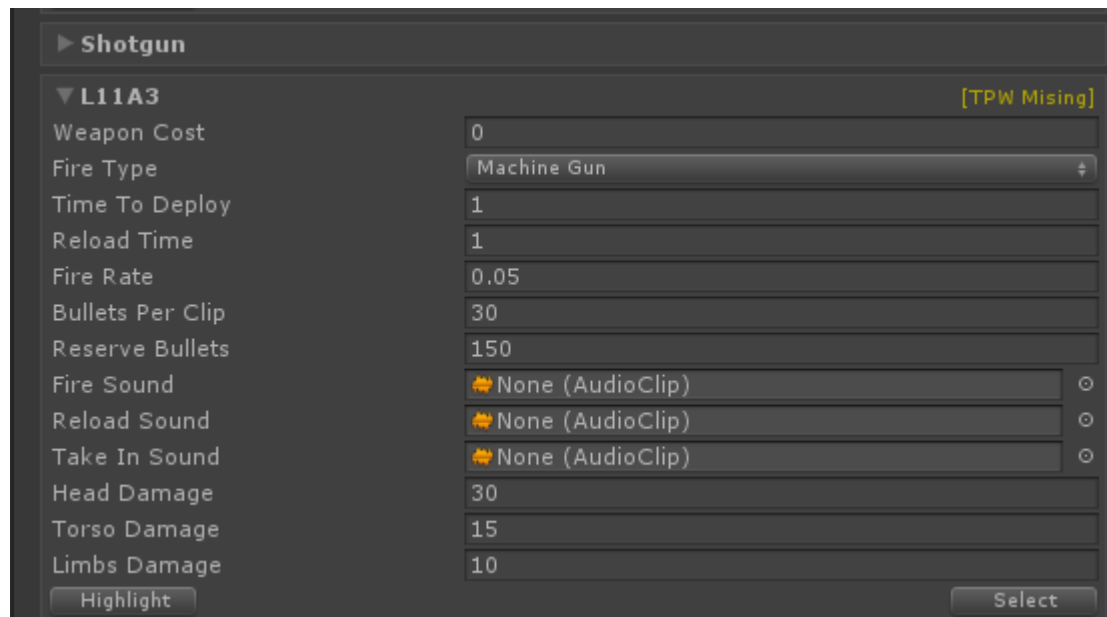 Shotgun
L11A3 [TPW Mising]
Weapon Cost 0
Fire Type Machine Gun
Time To Deploy 1
Reload Time 1
Fire Rate 0.05
Bullets Per Clip 30
Reserve Bullets 150
Fire Sound None (AudioClip)
Reload Sound None (AudioClip)
Take In Sound None (AudioClip)
Head Damage 30
Torso Damage 15
Limbs Damage 10
Highlight Select